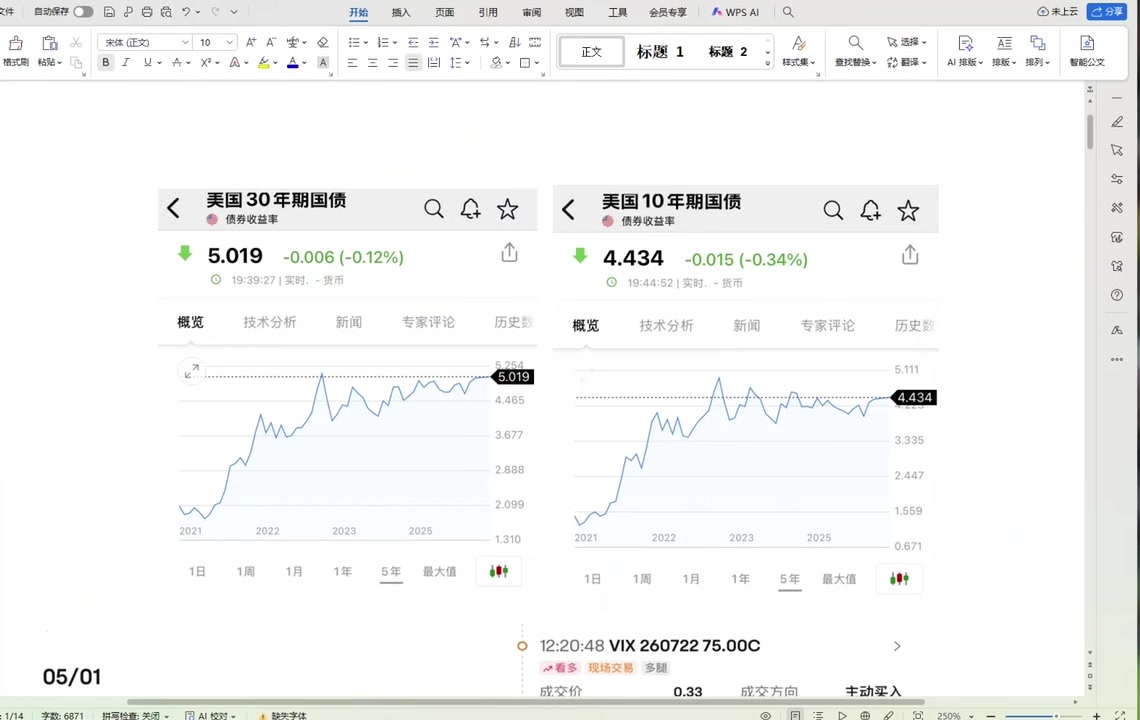 文件 自动保存 开始 插入 页面 引用 审阅 视图 工具 会员专享 WPS AI 未上云 分享
格式刷 粘贴 宋体 (正文) 10 正文 标题 1 标题 2 样式集 查找替换 选择 翻译 AI 排版 排版 排列 智能公文
B I U A X² A A A
美国30年期国债
债券收益率
5.019 -0.006 (-0.12%)
19:39:27 | 实时. - 货币
概览 技术分析 新闻 专家评论 历史数
5.254
5.019
4.465
3.677
2.888
2.099
1.310
2021 2022 2023 2025
1日 1周 1月 1年 5年 最大值
美国10年期国债
债券收益率
4.434 -0.015 (-0.34%)
19:44:52 | 实时. - 货币
概览 技术分析 新闻 专家评论 历史数
5.111
4.434
4.223
3.335
2.447
1.559
0.671
2021 2022 2023 2025
1日 1周 1月 1年 5年 最大值
12:20:48 VIX 260722 75.00C
看多 现场交易 多腿
05/01
成交价 0.33 成交方向 主动买入
1/14 字数: 6871 拼写检查: 关闭 AI 校对 缺失字体 250%